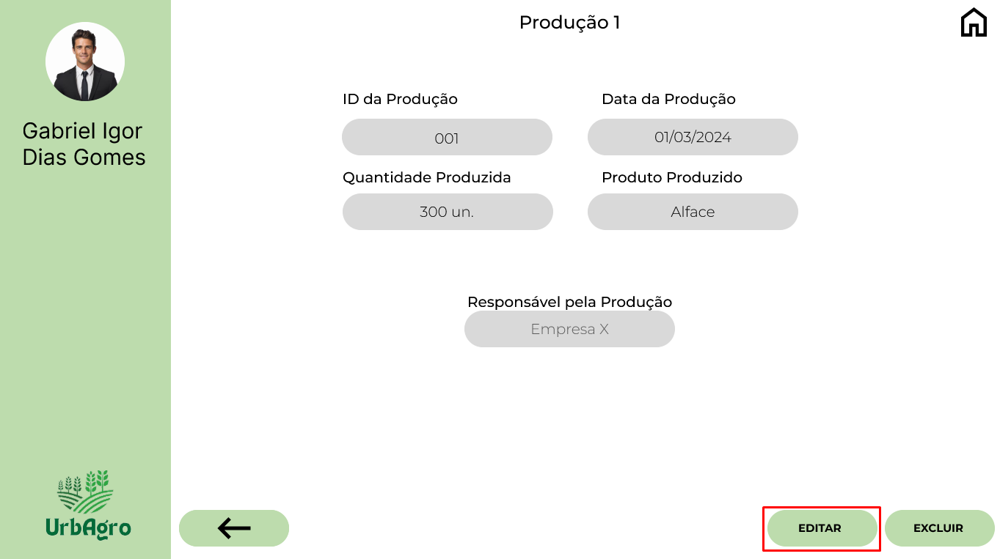 Produção 1
Gabriel Igor
Dias Gomes
ID da Produção
Data da Produção
001
01/03/2024
Quantidade Produzida
Produto Produzido
300 un.
Alface
Responsável pela Produção
Empresa X
UrbAgro
EDITAR
EXCLUIR